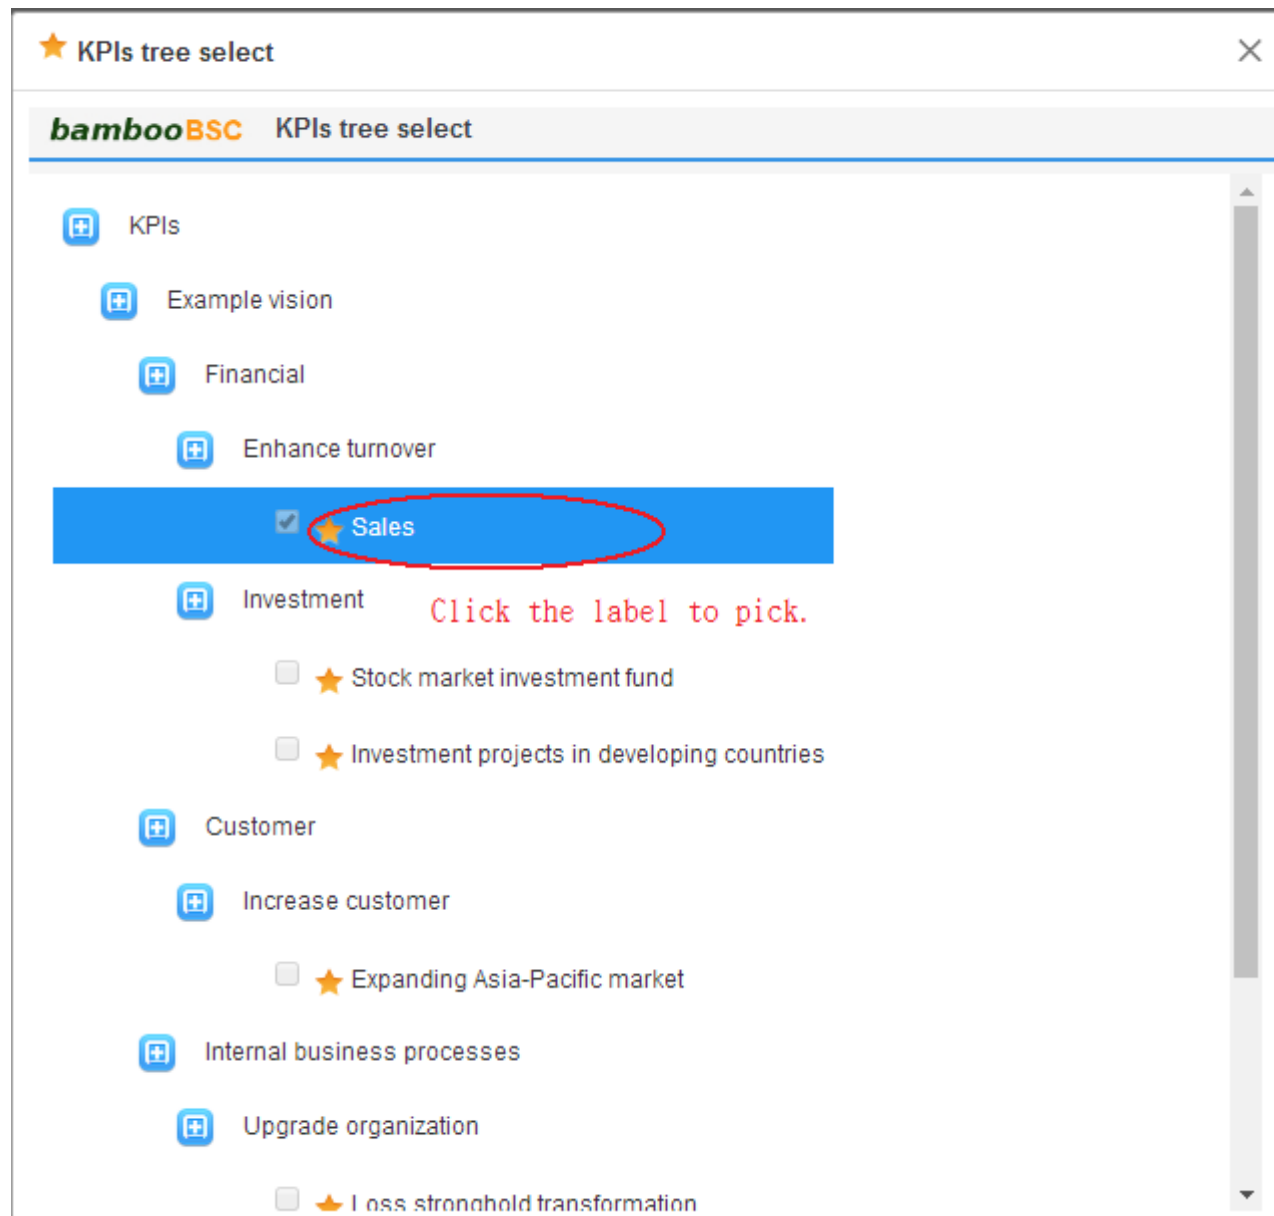 KPIs tree select
bambooBSC KPIs tree select
KPIs
Example vision
Financial
Enhance turnover
Sales
Investment
Click the label to pick.
Stock market investment fund
Investment projects in developing countries
Customer
Increase customer
Expanding Asia-Pacific market
Internal business processes
Upgrade organization
Loss stronghold transformation